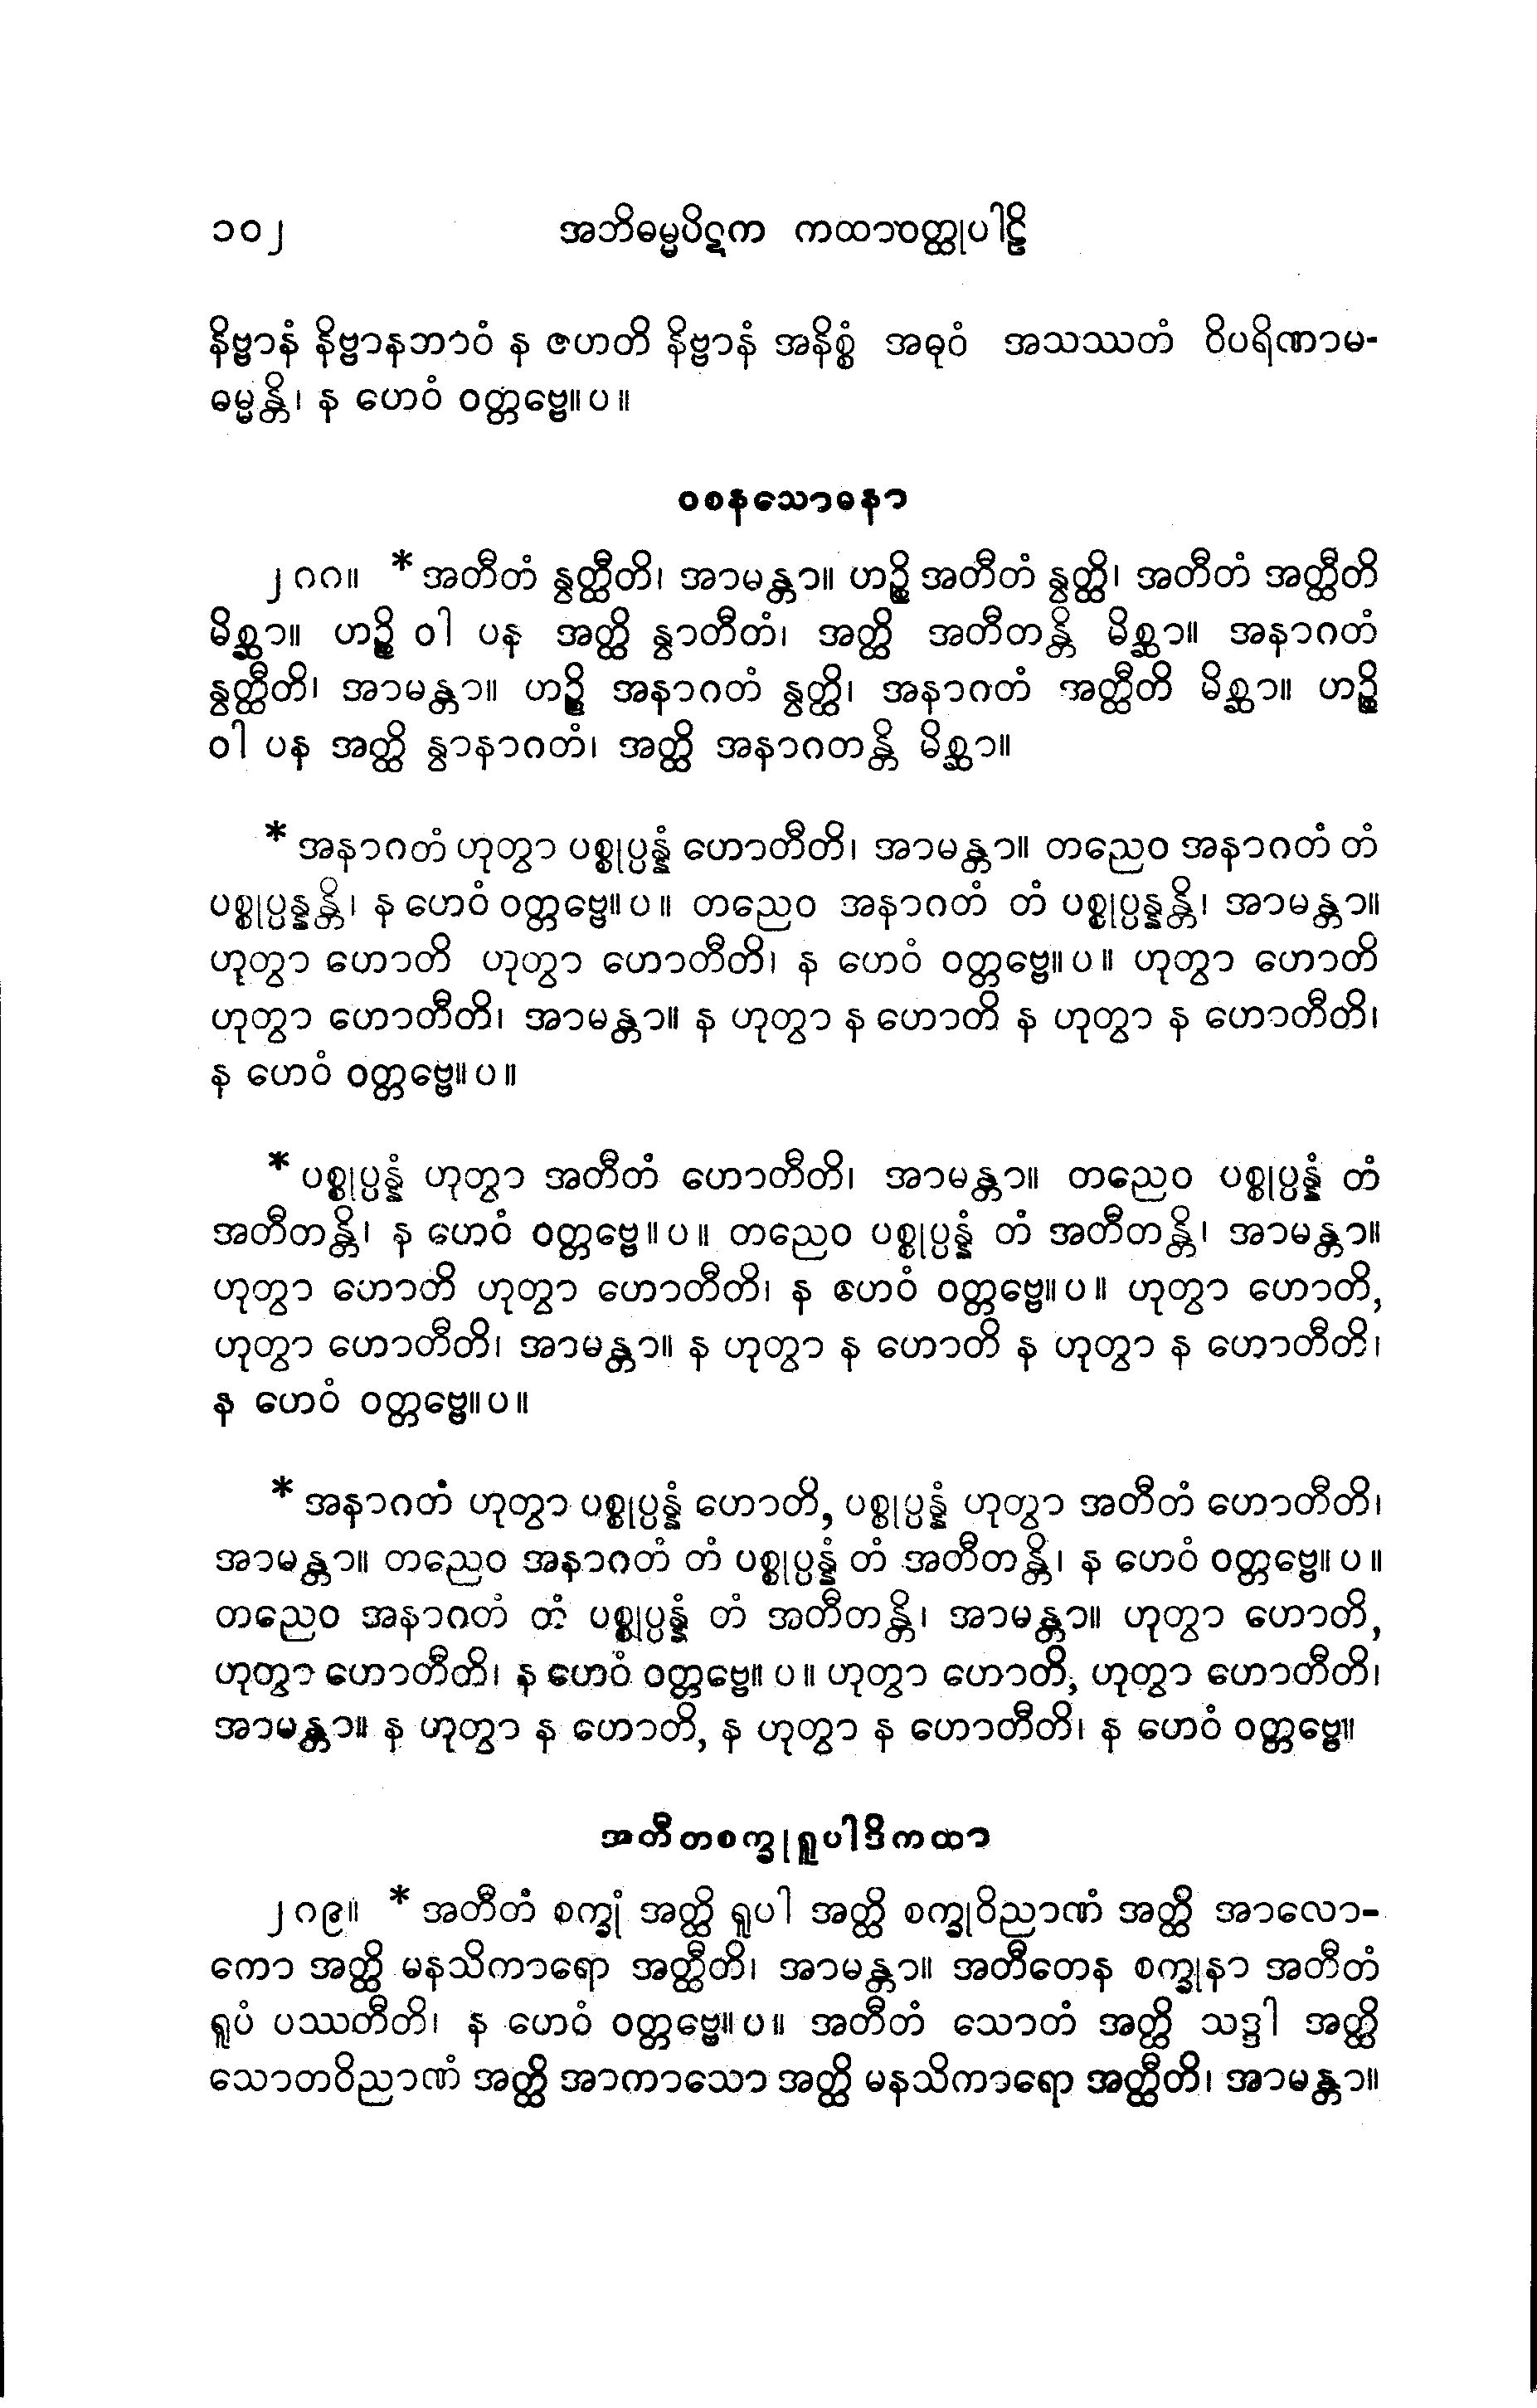 ၁၀၂ အဘိဓမ္မပိဋက ကထာဝတ္ထုပါဠိ
နိဗ္ဗာနံ နိဗ္ဗာနဘာဝံ န ဇဟတိ နိဗ္ဗာနံ အနိစ္စံ အဓုဝံ အသဿတံ ဝိပရိဏာမ-
ဓမ္မန္တိ၊ န ဟေဝံ ဝတ္တဗ္ဗေ။ ပ ။
ဝစနသောဓနာ
၂၈၈။ * အတီတံ နွတ္ထီတိ၊ အာမန္တာ။ ဟဉ္စိ အတီတံ နွတ္ထိ၊ အတီတံ အတ္ထီတိ
မိစ္ဆာ။ ဟဉ္စိ ဝါ ပန အတ္ထိ နွာတီတံ၊ အတ္ထိ အတီတန္တိ မိစ္ဆာ။ အနာဂတံ
နွတ္ထီတိ၊ အာမန္တာ။ ဟဉ္စိ အနာဂတံ နွတ္ထိ၊ အနာဂတံ အတ္ထီတိ မိစ္ဆာ။ ဟဉ္စိ
ဝါ ပန အတ္ထိ နွာနာဂတံ၊ အတ္ထိ အနာဂတန္တိ မိစ္ဆာ။
* အနာဂတံ ဟုတွာ ပစ္စုပ္ပန္နံ ဟောတီတိ၊ အာမန္တာ။ တညေဝ အနာဂတံ တံ
ပစ္စုပ္ပန္နန္တိ၊ န ဟေဝံ ဝတ္တဗ္ဗေ။ ပ ။ တညေဝ အနာဂတံ တံ ပစ္စုပ္ပန္နန္တိ၊ အာမန္တာ။
ဟုတွာ ဟောတိ ဟုတွာ ဟောတီတိ၊ န ဟေဝံ ဝတ္တဗ္ဗေ။ ပ ။ ဟုတွာ ဟောတိ
ဟုတွာ ဟောတီတိ၊ အာမန္တာ။ န ဟုတွာ န ဟောတိ န ဟုတွာ န ဟောတီတိ၊
န ဟေဝံ ဝတ္တဗ္ဗေ။ ပ ။
* ပစ္စုပ္ပန္နံ ဟုတွာ အတီတံ ဟောတီတိ၊ အာမန္တာ။ တညေဝ ပစ္စုပ္ပန္နံ တံ
အတီတန္တိ၊ န ဟေဝံ ဝတ္တဗ္ဗေ။ ပ ။ တညေဝ ပစ္စုပ္ပန္နံ တံ အတီတန္တိ၊ အာမန္တာ။
ဟုတွာ ဟောတိ ဟုတွာ ဟောတီတိ၊ န ဟေဝံ ဝတ္တဗ္ဗေ။ ပ ။ ဟုတွာ ဟောတိ,
ဟုတွာ ဟောတီတိ၊ အာမန္တာ။ န ဟုတွာ န ဟောတိ န ဟုတွာ န ဟောတီတိ၊
န ဟေဝံ ဝတ္တဗ္ဗေ။ ပ ။
* အနာဂတံ ဟုတွာ ပစ္စုပ္ပန္နံ ဟောတိ, ပစ္စုပ္ပန္နံ ဟုတွာ အတီတံ ဟောတီတိ၊
အာမန္တာ။ တညေဝ အနာဂတံ တံ ပစ္စုပ္ပန္နံ တံ အတီတန္တိ၊ န ဟေဝံ ဝတ္တဗ္ဗေ။ ပ ။
တညေဝ အနာဂတံ တံ ပစ္စုပ္ပန္နံ တံ အတီတန္တိ၊ အာမန္တာ။ ဟုတွာ ဟောတိ,
ဟုတွာ ဟောတီတိ၊ န ဟေဝံ ဝတ္တဗ္ဗေ။ ပ ။ ဟုတွာ ဟောတိ, ဟုတွာ ဟောတီတိ၊
အာမန္တာ။ န ဟုတွာ န ဟောတိ, န ဟုတွာ န ဟောတီတိ၊ န ဟေဝံ ဝတ္တဗ္ဗေ။
အတီတစက္ခုရူပါဒိကထာ
၂၈၉။ * အတီတံ စက္ခုံ အတ္ထိ ရူပါ အတ္ထိ စက္ခုဝိညာဏံ အတ္ထိ အာလော-
ကော အတ္ထိ မနသိကာရော အတ္ထီတိ၊ အာမန္တာ။ အတီတေန စက္ခုနာ အတီတံ
ရူပံ ပဿတီတိ၊ န ဟေဝံ ဝတ္တဗ္ဗေ။ ပ ။ အတီတံ သောတံ အတ္ထိ သဒ္ဒါ အတ္ထိ
သောတဝိညာဏံ အတ္ထိ အာကာသော အတ္ထိ မနသိကာရော အတ္ထီတိ၊ အာမန္တာ။